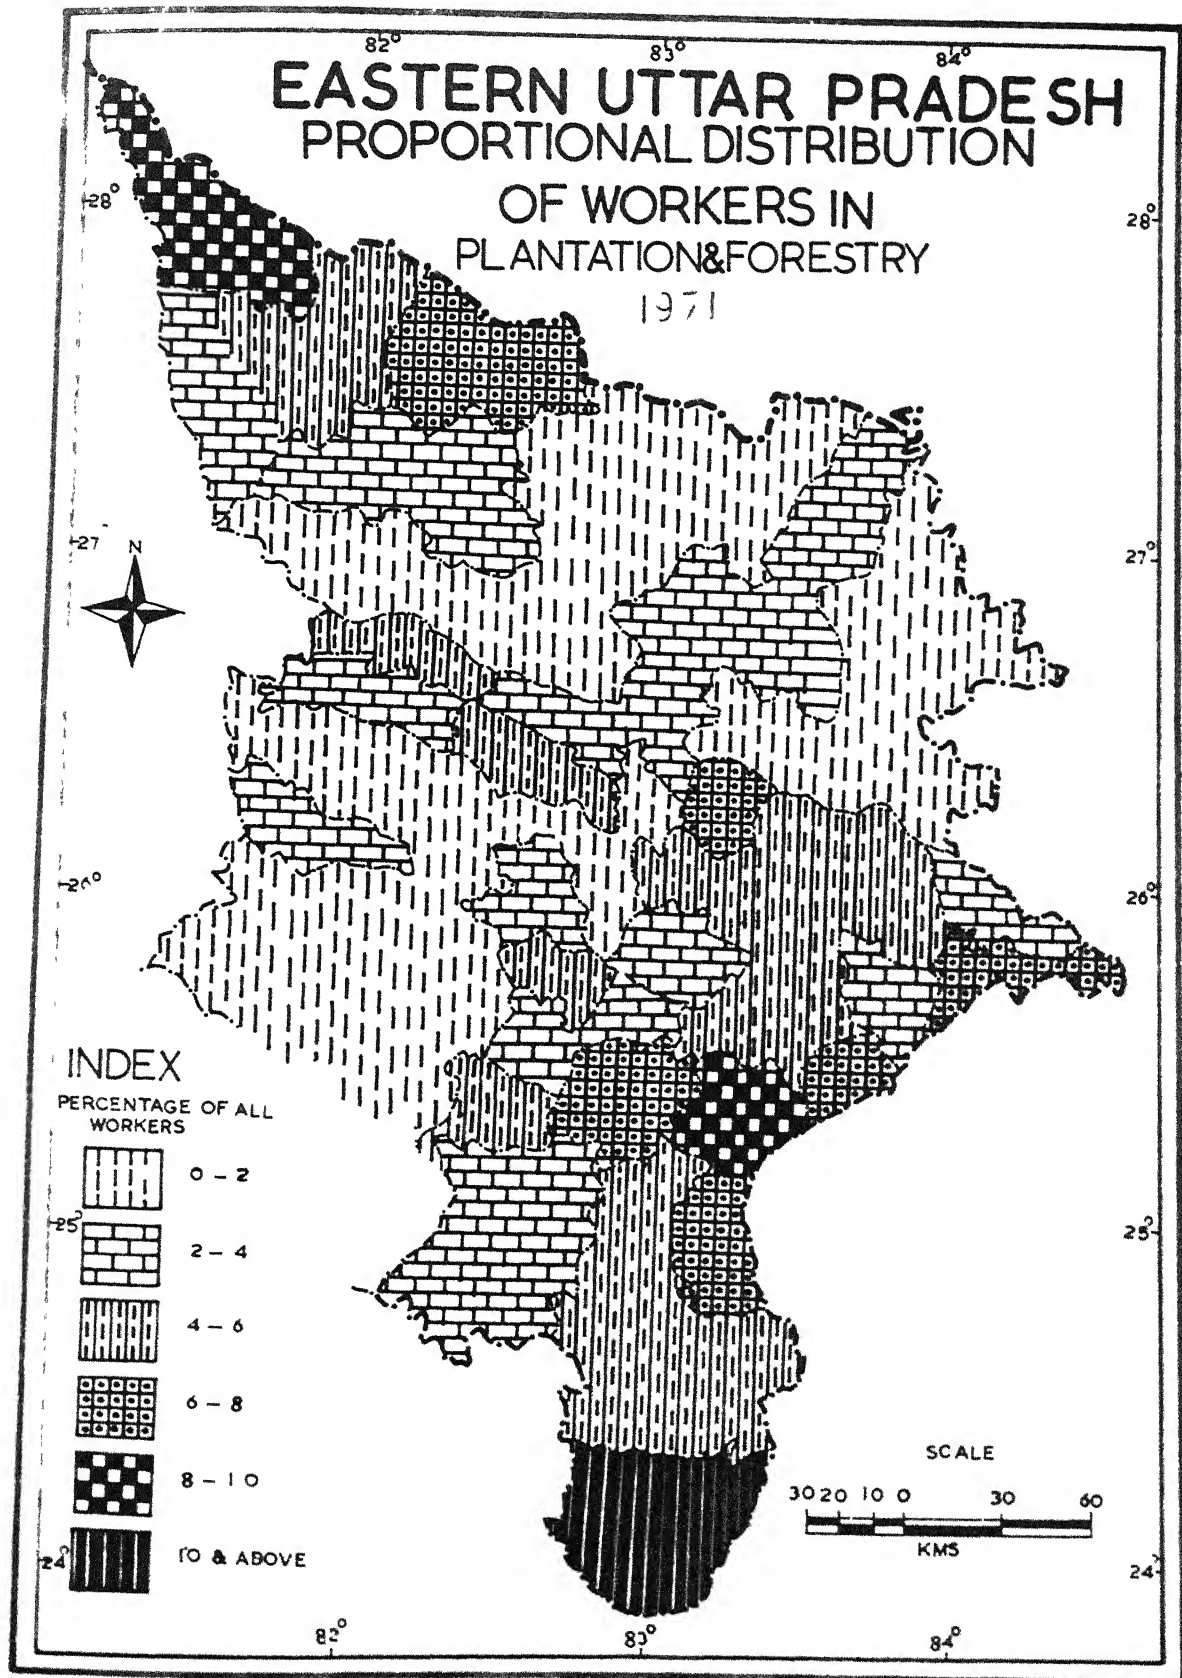 82° 83° 84°
EASTERN UTTAR PRADESH
PROPORTIONAL DISTRIBUTION
OF WORKERS IN
PLANTATION&FORESTRY
1971
28° 28°
27° 27°
N
26° 26°
INDEX
PERCENTAGE OF ALL
WORKERS
0 – 2
2 – 4
4 – 6
6 – 8
8 – 10
10 & ABOVE
25° 25°
SCALE
30 20 10 0 30 60
KMS
24° 24°
82° 83° 84°